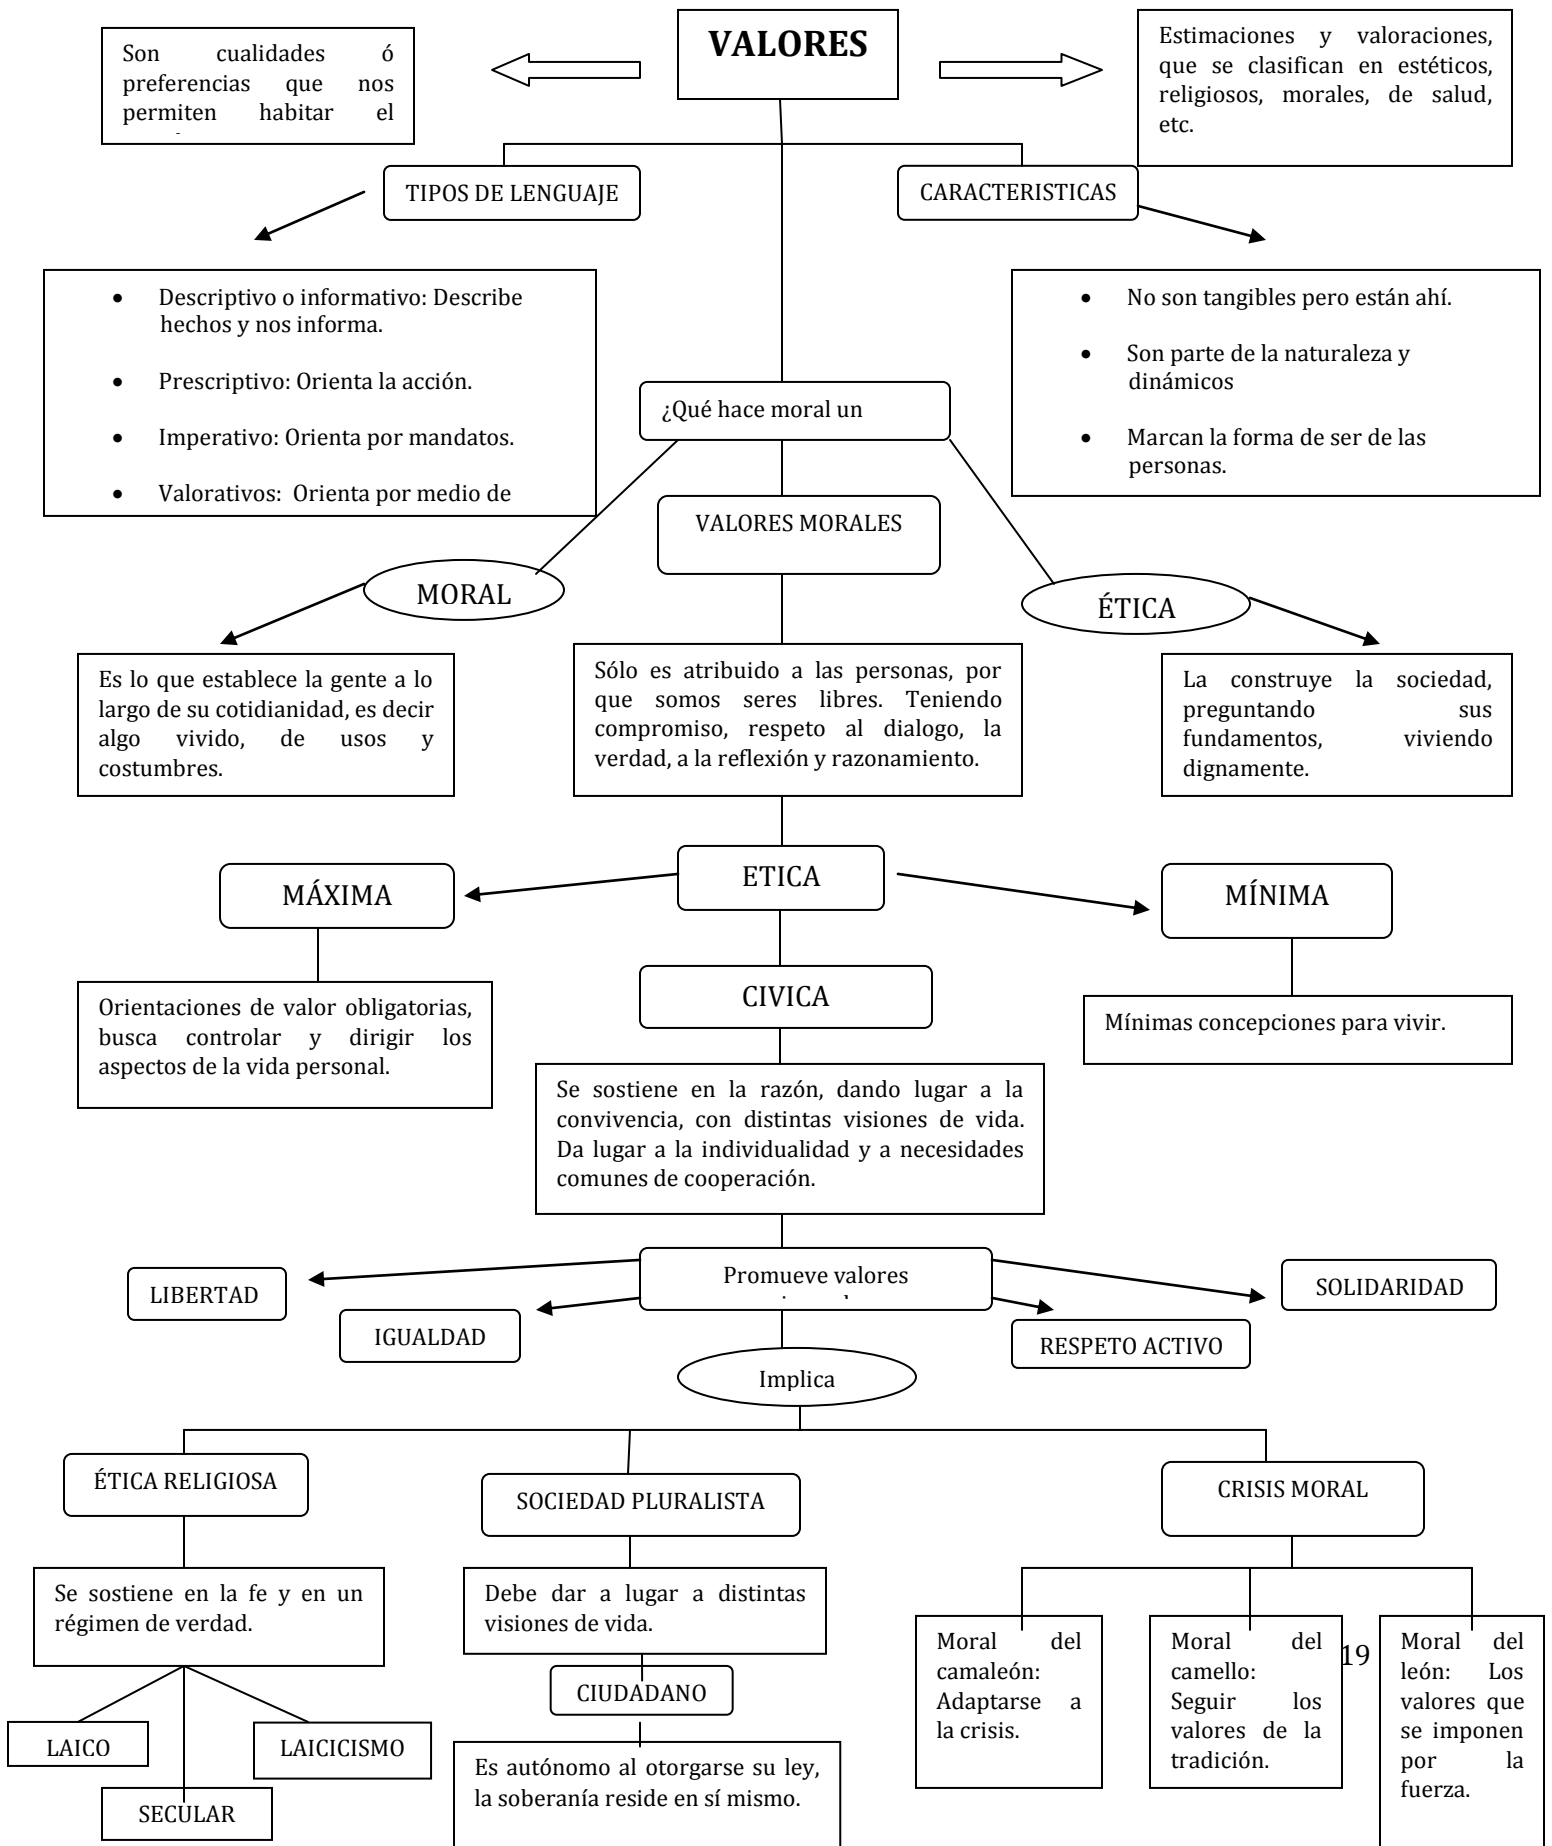 VALORES
Son cualidades ó
preferencias que nos
permiten habitar el
Estimaciones y valoraciones,
que se clasifican en estéticos,
religiosos, morales, de salud,
etc.
TIPOS DE LENGUAJE
CARACTERISTICAS
• Descriptivo o informativo: Describe
hechos y nos informa.
• Prescriptivo: Orienta la acción.
• Imperativo: Orienta por mandatos.
• Valorativos: Orienta por medio de
• No son tangibles pero están ahí.
• Son parte de la naturaleza y
dinámicos
• Marcan la forma de ser de las
personas.
¿Qué hace moral un
VALORES MORALES
MORAL
ÉTICA
Es lo que establece la gente a lo
largo de su cotidianidad, es decir
algo vivido, de usos y
costumbres.
Sólo es atribuido a las personas, por
que somos seres libres. Teniendo
compromiso, respeto al dialogo, la
verdad, a la reflexión y razonamiento.
La construye la sociedad,
preguntando sus
fundamentos, viviendo
dignamente.
MÁXIMA
ETICA
MÍNIMA
Orientaciones de valor obligatorias,
busca controlar y dirigir los
aspectos de la vida personal.
CIVICA
Mínimas concepciones para vivir.
Se sostiene en la razón, dando lugar a la
convivencia, con distintas visiones de vida.
Da lugar a la individualidad y a necesidades
comunes de cooperación.
Promueve valores
LIBERTAD
IGUALDAD
RESPETO ACTIVO
SOLIDARIDAD
Implica
ÉTICA RELIGIOSA
SOCIEDAD PLURALISTA
CRISIS MORAL
Se sostiene en la fe y en un
régimen de verdad.
Debe dar a lugar a distintas
visiones de vida.
LAICO
LAICICISMO
SECULAR
CIUDADANO
Es autónomo al otorgarse su ley,
la soberanía reside en sí mismo.
Moral del
camaleón:
Adaptarse a
la crisis.
Moral del
camello:
Seguir los
valores de la
tradición.
19
Moral del
león: Los
valores que
se imponen
por la
fuerza.